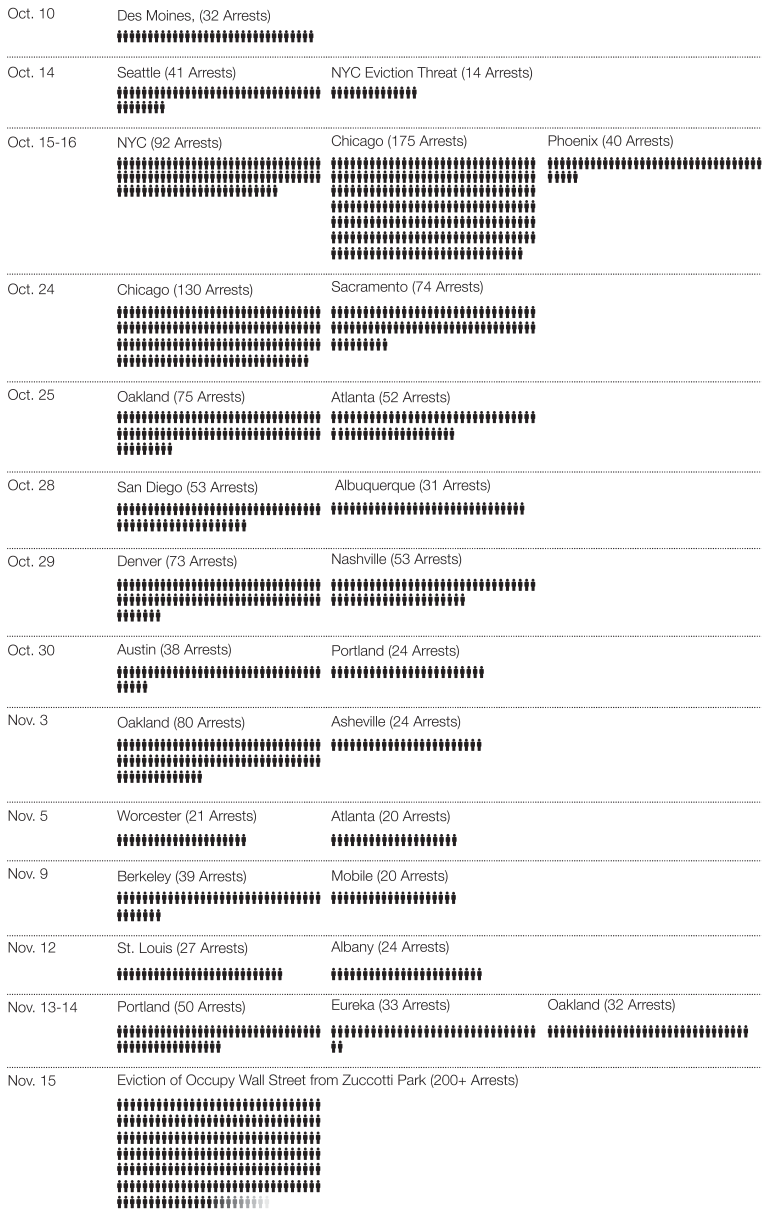 Oct. 10
Des Moines, (32 Arrests)
Oct. 14
Seattle (41 Arrests)
NYC Eviction Threat (14 Arrests)
Oct. 15-16
NYC (92 Arrests)
Chicago (175 Arrests)
Phoenix (40 Arrests)
Oct. 24
Chicago (130 Arrests)
Sacramento (74 Arrests)
Oct. 25
Oakland (75 Arrests)
Atlanta (52 Arrests)
Oct. 28
San Diego (53 Arrests)
Albuquerque (31 Arrests)
Oct. 29
Denver (73 Arrests)
Nashville (53 Arrests)
Oct. 30
Austin (38 Arrests)
Portland (24 Arrests)
Nov. 3
Oakland (80 Arrests)
Asheville (24 Arrests)
Nov. 5
Worcester (21 Arrests)
Atlanta (20 Arrests)
Nov. 9
Berkeley (39 Arrests)
Mobile (20 Arrests)
Nov. 12
St. Louis (27 Arrests)
Albany (24 Arrests)
Nov. 13-14
Portland (50 Arrests)
Eureka (33 Arrests)
Oakland (32 Arrests)
Nov. 15
Eviction of Occupy Wall Street from Zuccotti Park (200+ Arrests)